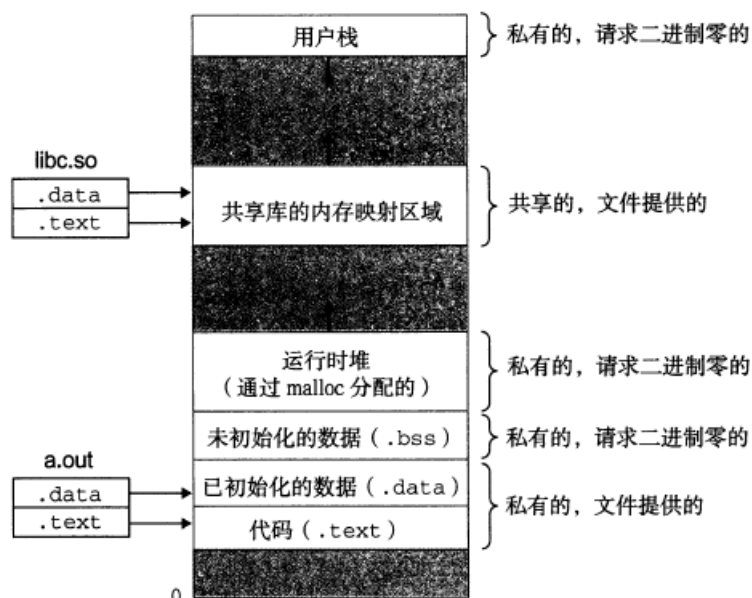 用户栈
私有的，请求二进制零的
libc.so
.data
.text
共享库的内存映射区域
共享的，文件提供的
运行时堆
（通过 malloc 分配的）
私有的，请求二进制零的
未初始化的数据（.bss）
私有的，请求二进制零的
a.out
.data
.text
已初始化的数据（.data）
代码（.text）
私有的，文件提供的
0